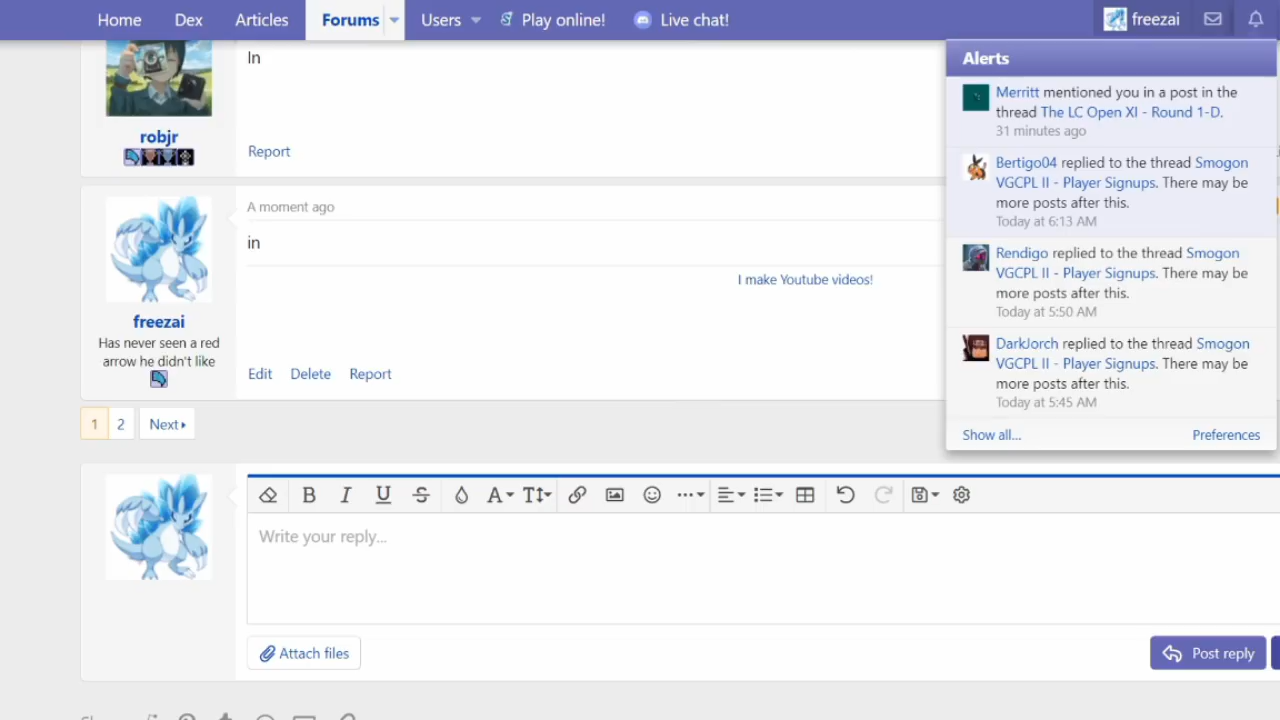 Home Dex Articles Forums Users Play online! Live chat! freezai
In
robjr
Report
A moment ago
in
I make Youtube videos!
freezai
Has never seen a red
arrow he didn't like
Edit Delete Report
1 2 Next
Write your reply...
Attach files
Post reply
Alerts
Merritt mentioned you in a post in the
thread The LC Open XI - Round 1-D.
31 minutes ago
Bertigo04 replied to the thread Smogon
VGCPL II - Player Signups. There may be
more posts after this.
Today at 6:13 AM
Rendigo replied to the thread Smogon
VGCPL II - Player Signups. There may be
more posts after this.
Today at 5:50 AM
DarkJorch replied to the thread Smogon
VGCPL II - Player Signups. There may be
more posts after this.
Today at 5:45 AM
Show all... Preferences